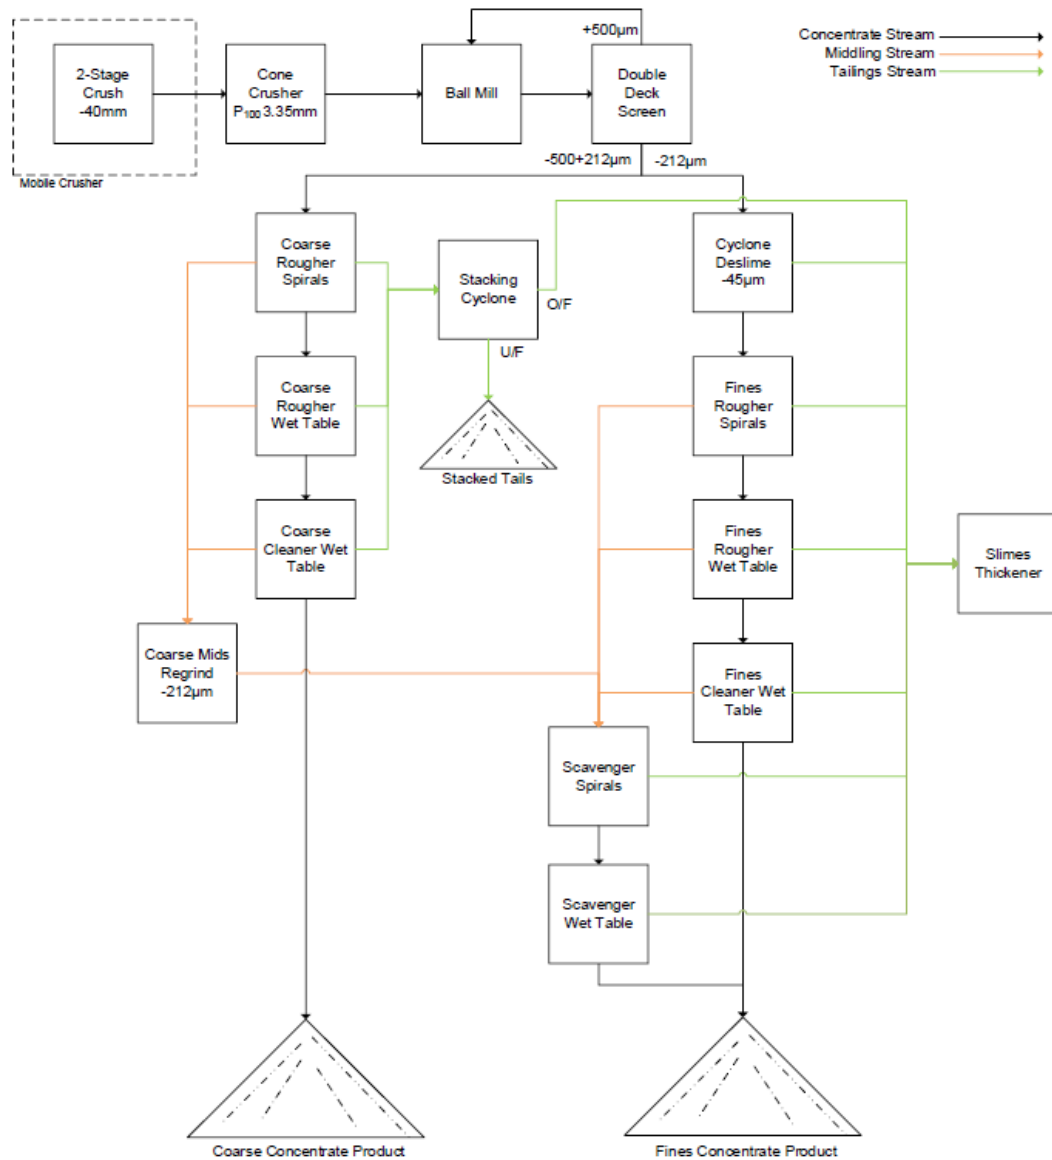 +500µm
Concentrate Stream
Middling Stream
Tailings Stream
2-Stage
Crush
-40mm
Cone
Crusher
P100 3.35mm
Ball Mill
Double
Deck
Screen
Mobile Crusher
-500+212µm
-212µm
Coarse
Rougher
Spirals
Stacking
Cyclone
O/F
U/F
Cyclone
Deslime
-45µm
Coarse
Rougher
Wet Table
Stacked Tails
Fines
Rougher
Spirals
Coarse
Cleaner Wet
Table
Fines
Rougher
Wet Table
Slimes
Thickener
Coarse Mids
Regrind
-212µm
Fines
Cleaner Wet
Table
Scavenger
Spirals
Scavenger
Wet Table
Coarse Concentrate Product
Fines Concentrate Product